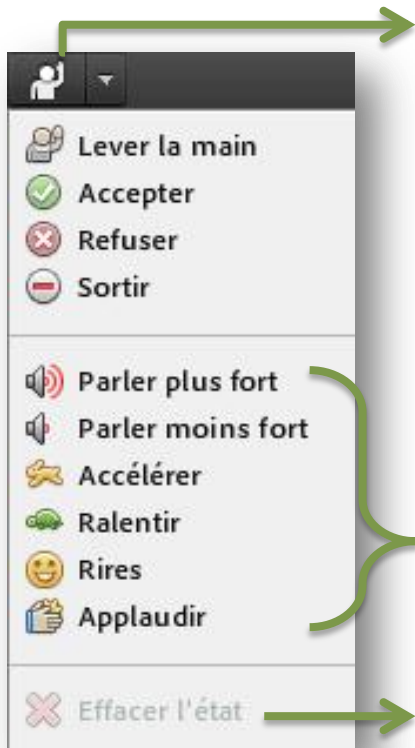 Lever la main
Accepter
Refuser
Sortir
Parler plus fort
Parler moins fort
Accélérer
Ralentir
Rires
Applaudir
Effacer l'état